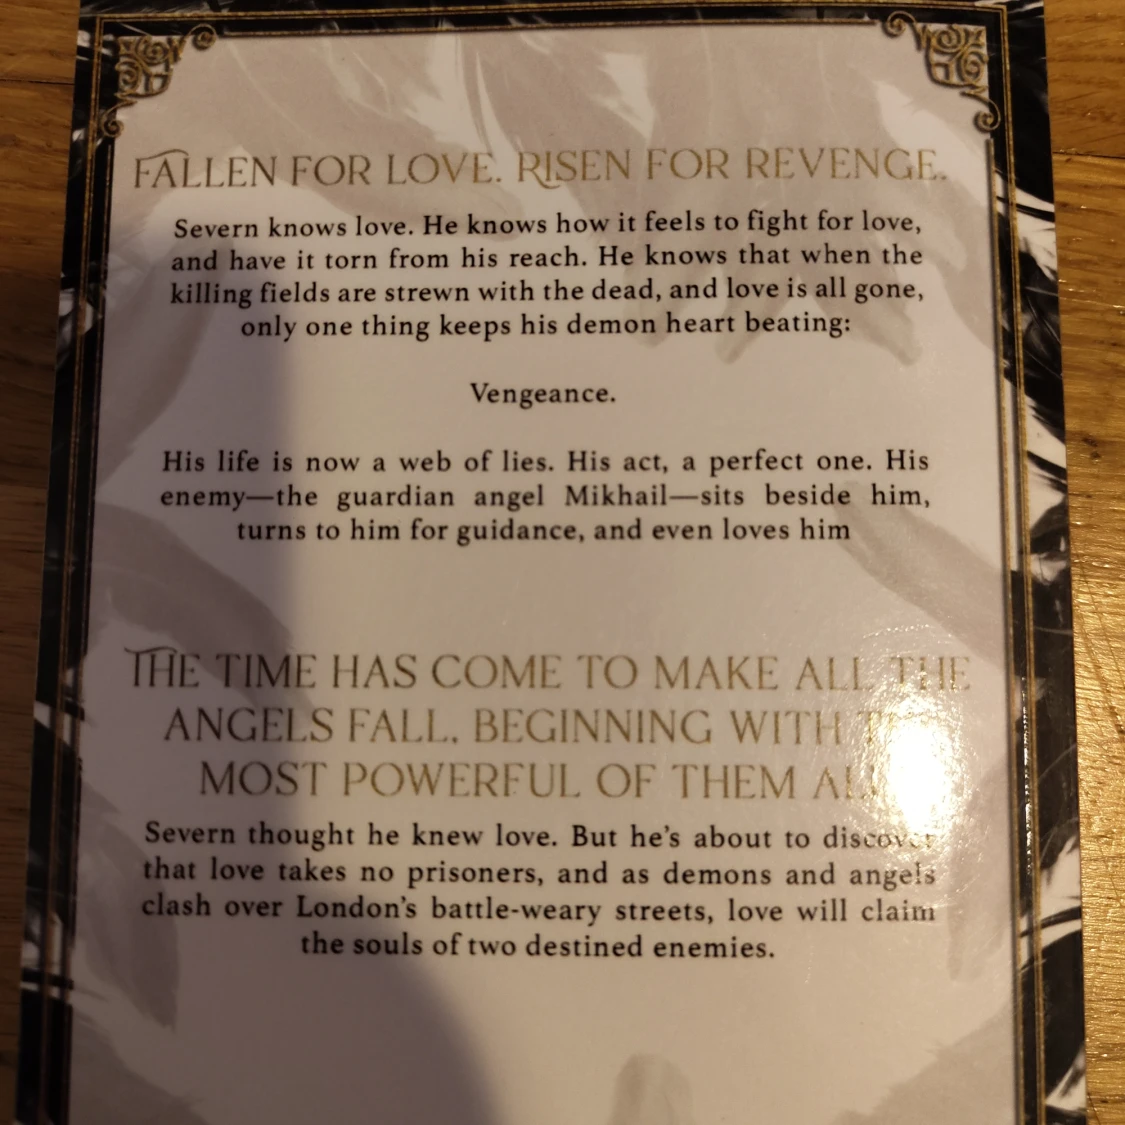 FALLEN FOR LOVE. RISEN FOR REVENGE.
Severn knows love. He knows how it feels to fight for love,
and have it torn from his reach. He knows that when the
killing fields are strewn with the dead, and love is all gone,
only one thing keeps his demon heart beating:
Vengeance.
His life is now a web of lies. His act, a perfect one. His
enemy—the guardian angel Mikhail—sits beside him,
turns to him for guidance, and even loves him
THE TIME HAS COME TO MAKE ALL THE
ANGELS FALL. BEGINNING WITH
MOST POWERFUL OF THEM
Severn thought he knew love. But he's about to discover
that love takes no prisoners, and as demons and angels
clash over London's battle-weary streets, love will claim
the souls of two destined enemies.